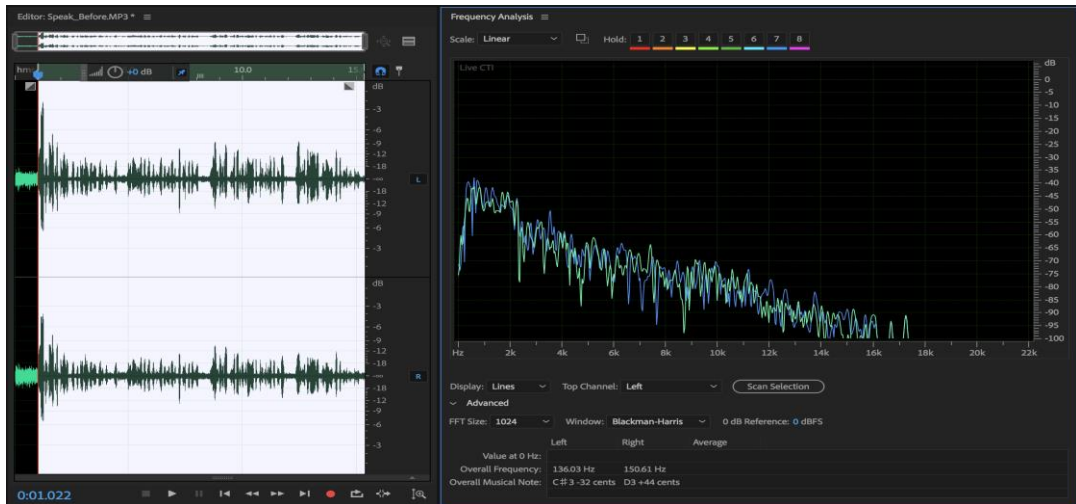 Editor: Speak_Before.MP3 *
hms
+0 dB
10.0
15.
dB
-3
-6
-9
-12
-18
-∞
-18
-12
-9
-6
-3
L
dB
-3
-6
-9
-12
-18
-∞
-18
-12
-9
-6
-3
R
0:01.022
Frequency Analysis
Scale: Linear Hold: 1 2 3 4 5 6 7 8
Live CTI
dB
0
-5
-10
-15
-20
-25
-30
-35
-40
-45
-50
-55
-60
-65
-70
-75
-80
-85
-90
-95
-100
Hz 2k 4k 6k 8k 10k 12k 14k 16k 18k 20k 22k
Display: Lines Top Channel: Left Scan Selection
Advanced
FFT Size: 1024 Window: Blackman-Harris 0 dB Reference: 0 dBFS
Left Right Average
Value at 0 Hz:
Overall Frequency: 136.03 Hz 150.61 Hz
Overall Musical Note: C♯3 -32 cents D3 +44 cents